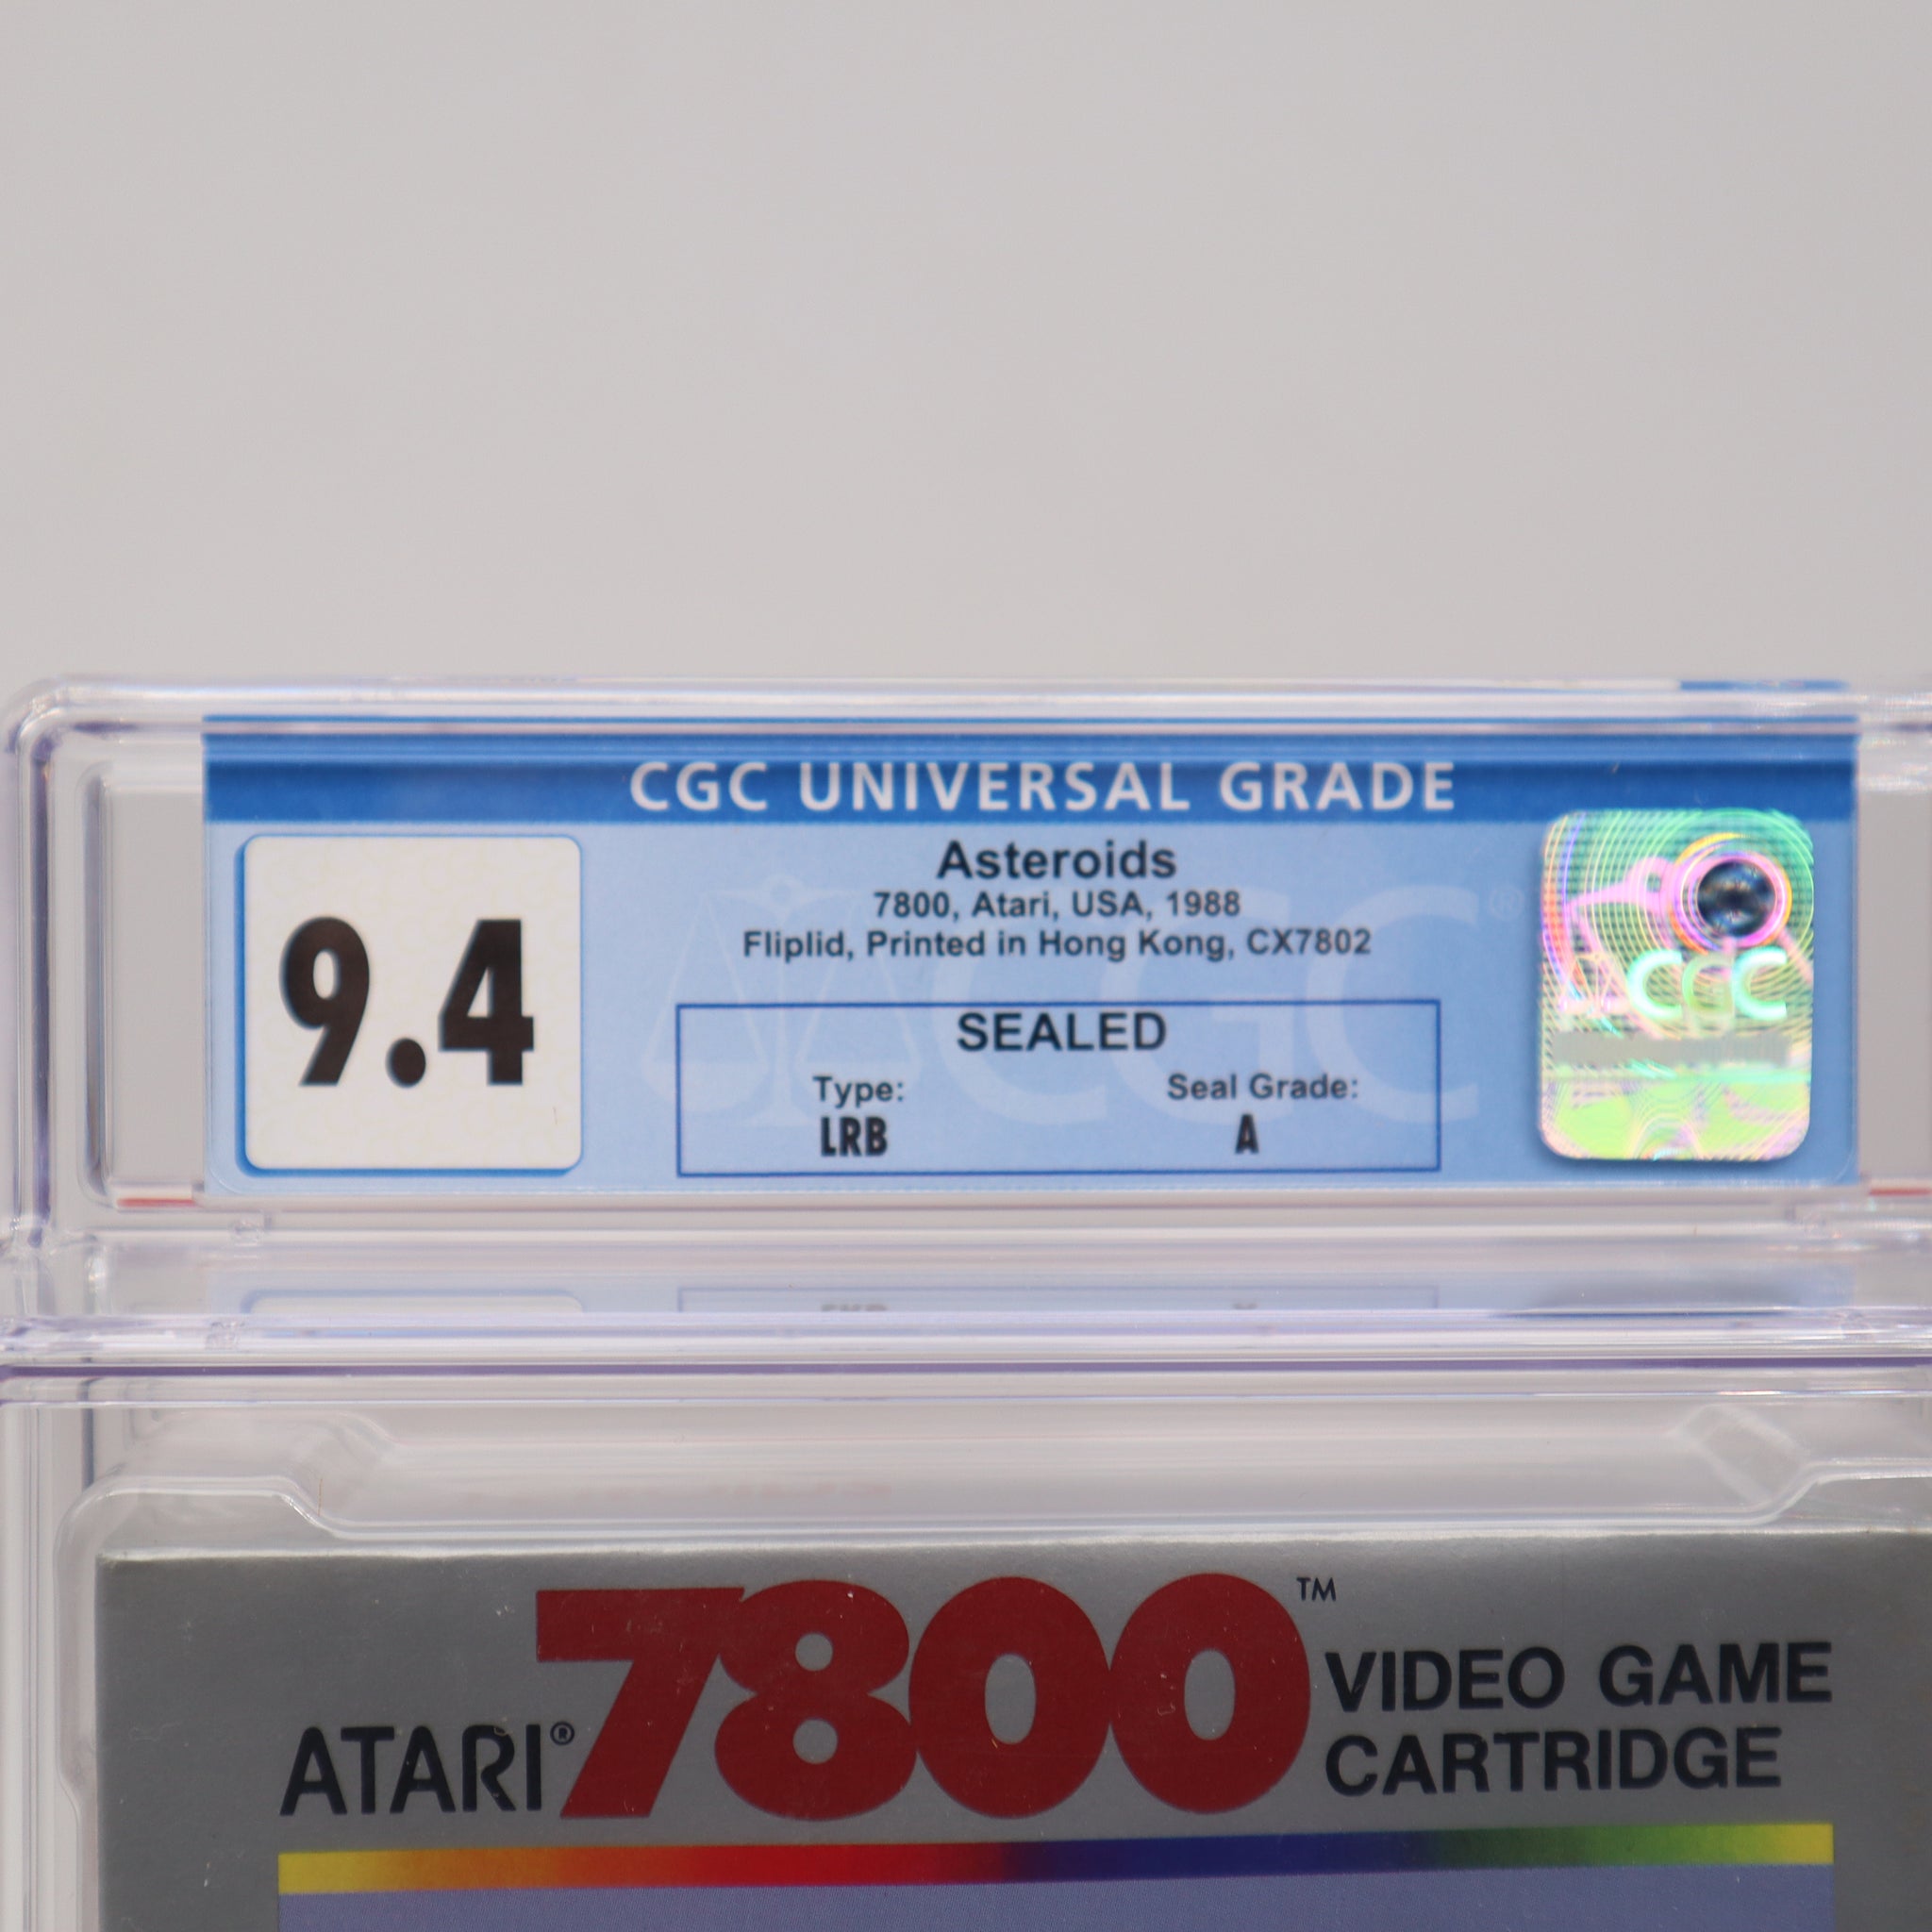 CGC UNIVERSAL GRADE
9.4
Asteroids
7800, Atari, USA, 1988
Fliplid, Printed in Hong Kong, CX7802
SEALED
Type:
LRB
Seal Grade:
A
CGC®
CGC
ATARI® 7800™ VIDEO GAME
CARTRIDGE